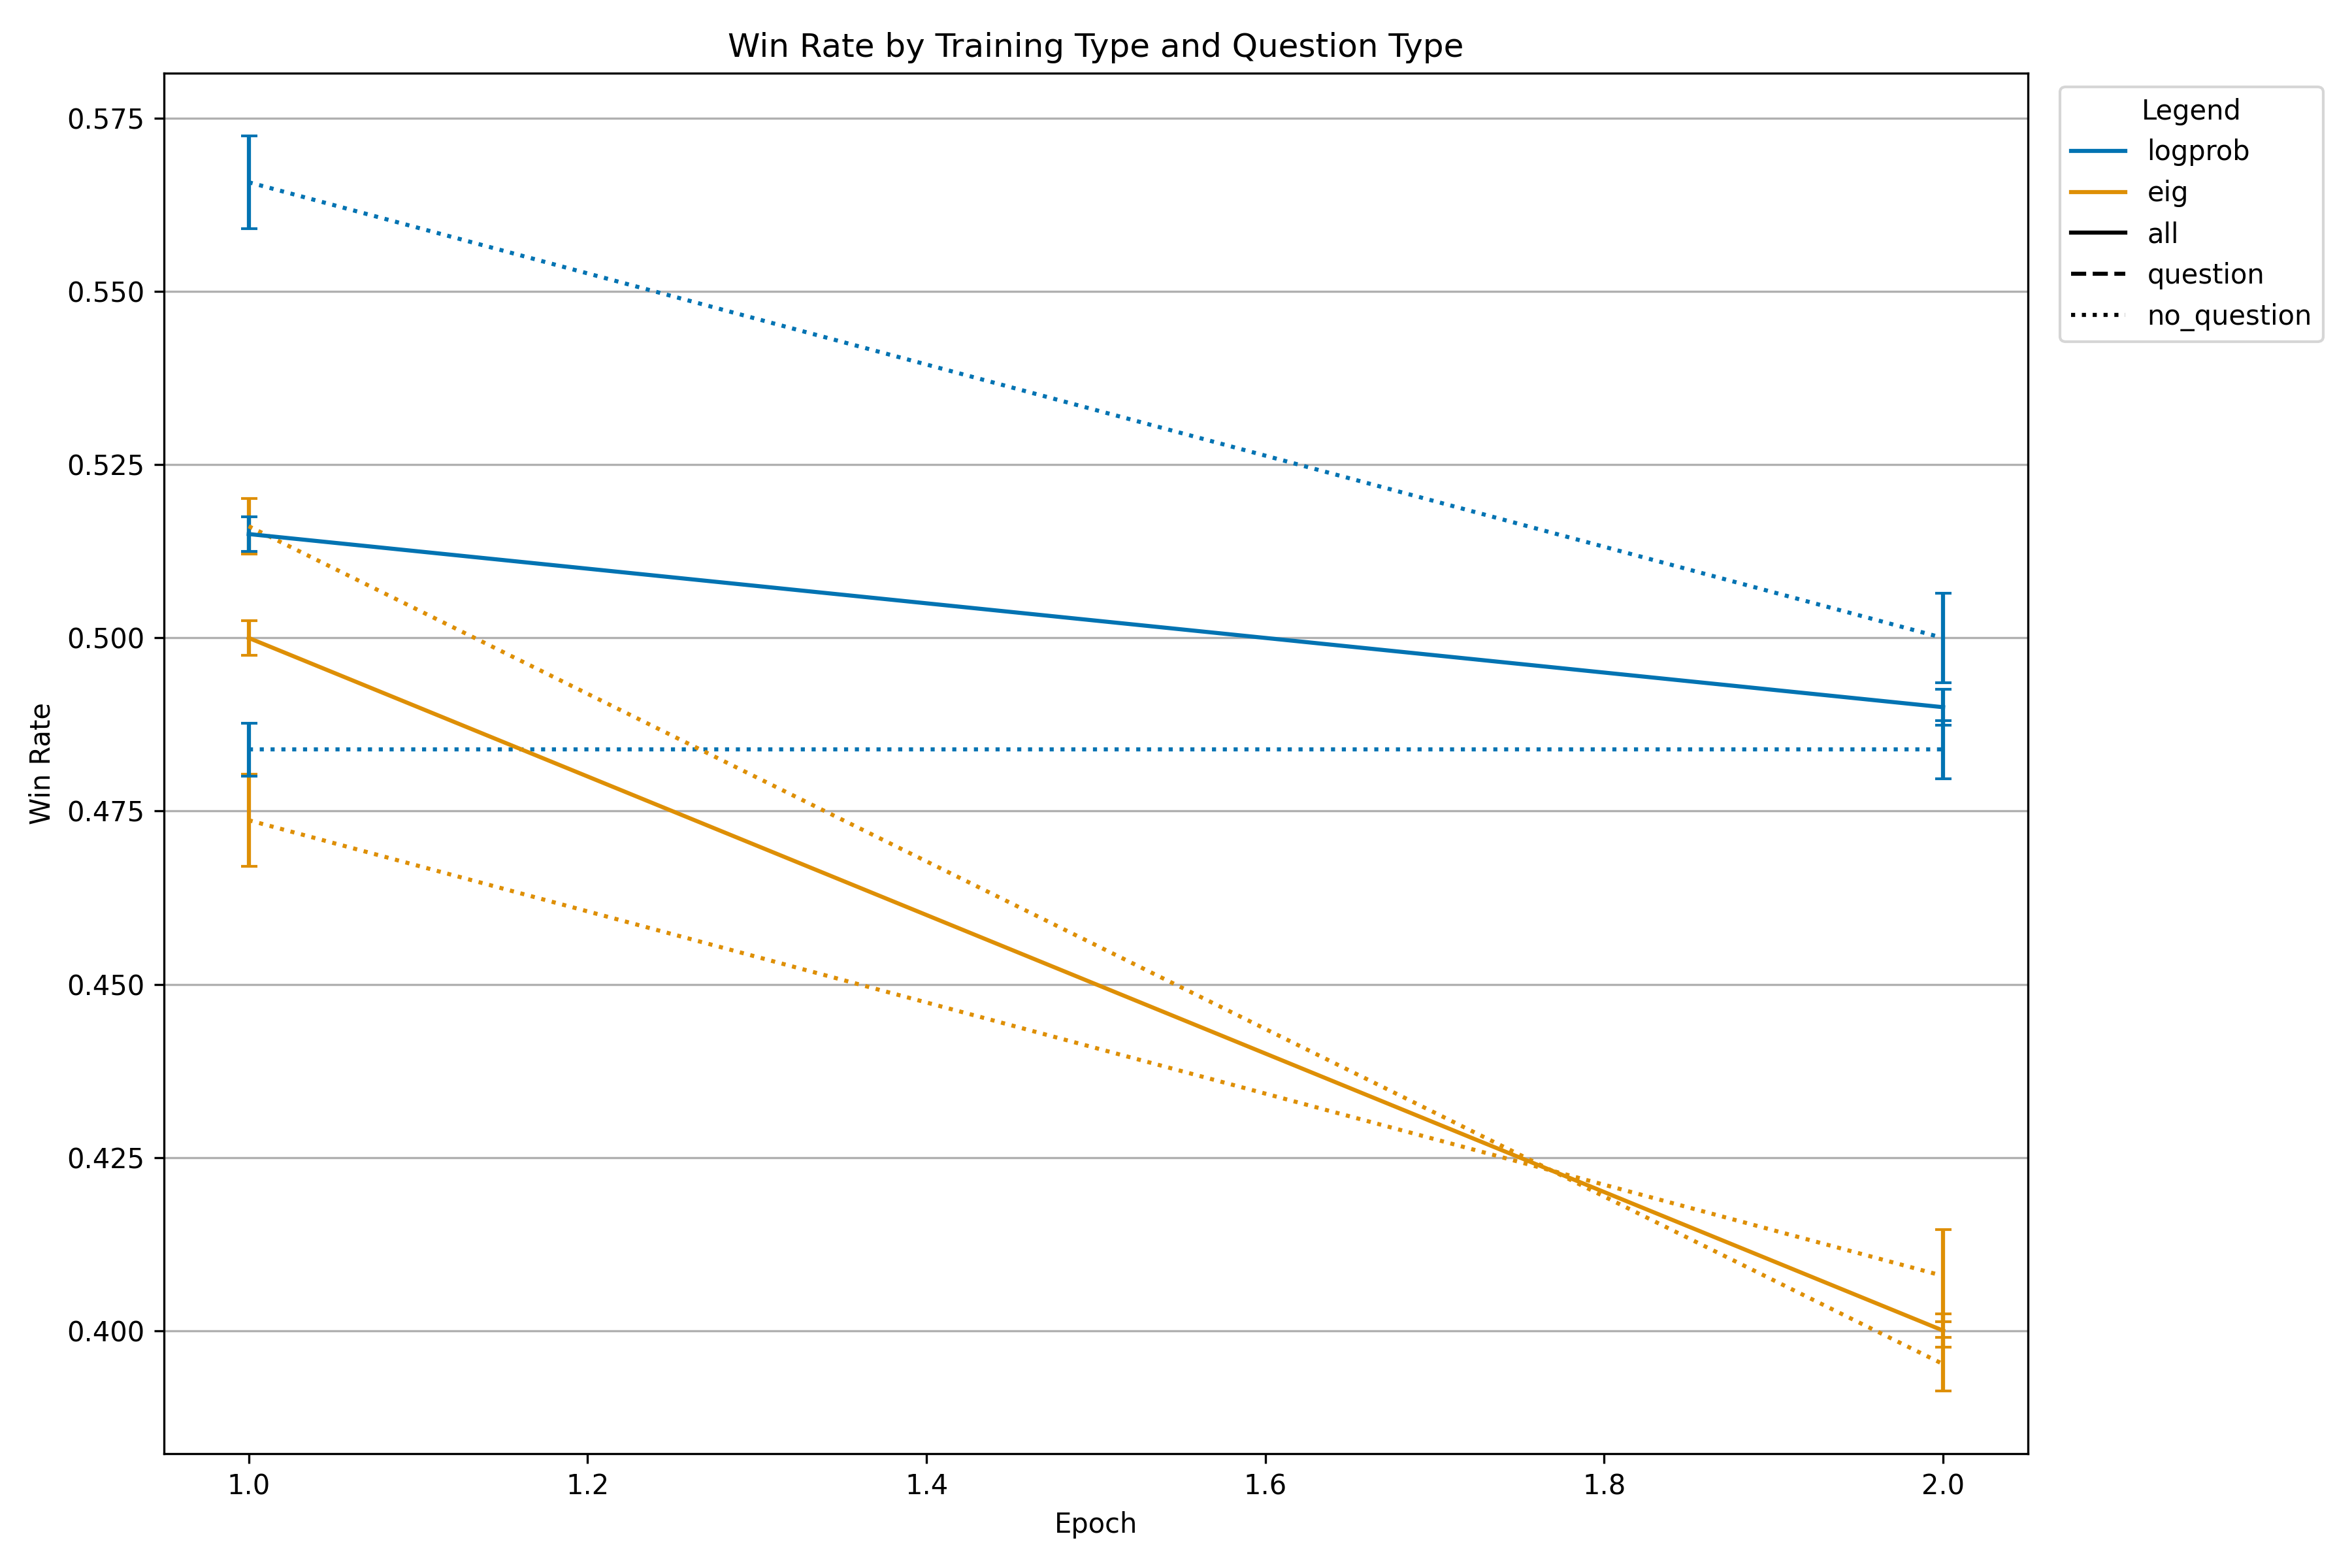 Win Rate by Training Type and Question Type
0.575
0.550
0.525
0.500
0.475
0.450
0.425
0.400
Win Rate
1.0 1.2 1.4 1.6 1.8 2.0
Epoch
Legend
logprob
eig
all
question
no_question